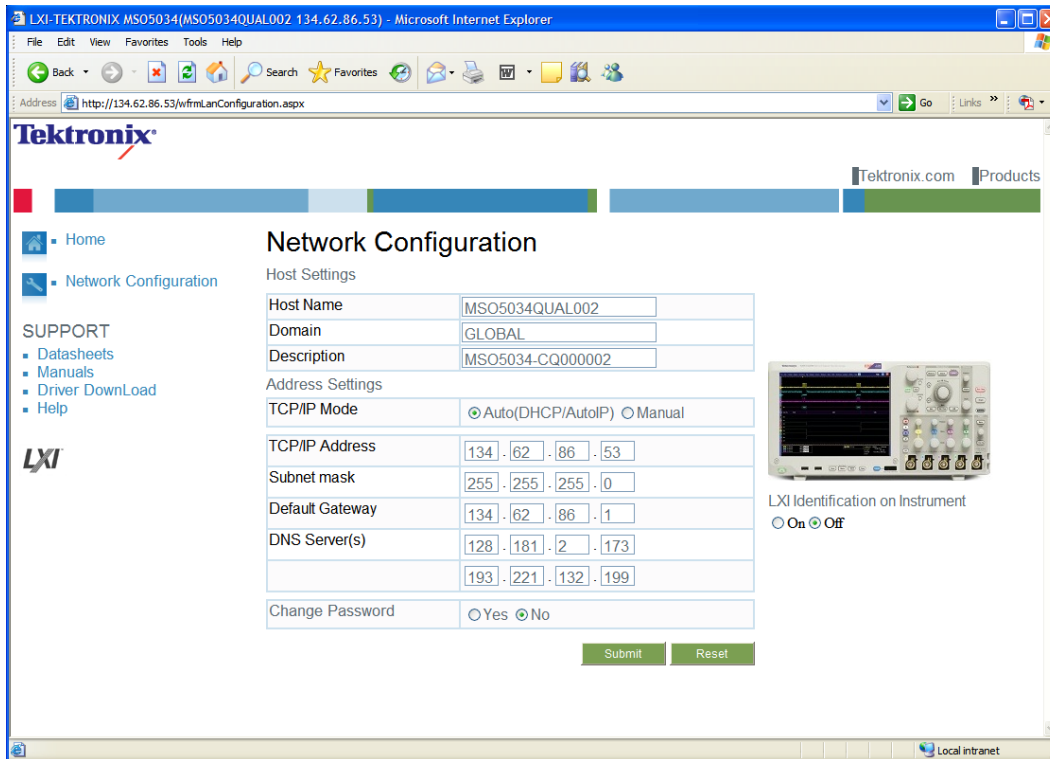 LXI-TEKTRONIX MSO5034(MSO5034QUAL002 134.62.86.53) - Microsoft Internet Explorer
File Edit View Favorites Tools Help
Back Search Favorites
Address http://134.62.86.53/wfrmLanConfiguration.aspx Go Links »
Tektronix
Tektronix.com Products
Home
Network Configuration
SUPPORT
Datasheets
Manuals
Driver DownLoad
Help
LXI
Network Configuration
Host Settings
Host Name MSO5034QUAL002
Domain GLOBAL
Description MSO5034-CQ000002
Address Settings
TCP/IP Mode Auto(DHCP/AutoIP) Manual
TCP/IP Address 134 . 62 . 86 . 53
Subnet mask 255 . 255 . 255 . 0
Default Gateway 134 . 62 . 86 . 1
DNS Server(s) 128 . 181 . 2 . 173
193 . 221 . 132 . 199
Change Password Yes No
Submit Reset
LXI Identification on Instrument
On Off
Local intranet